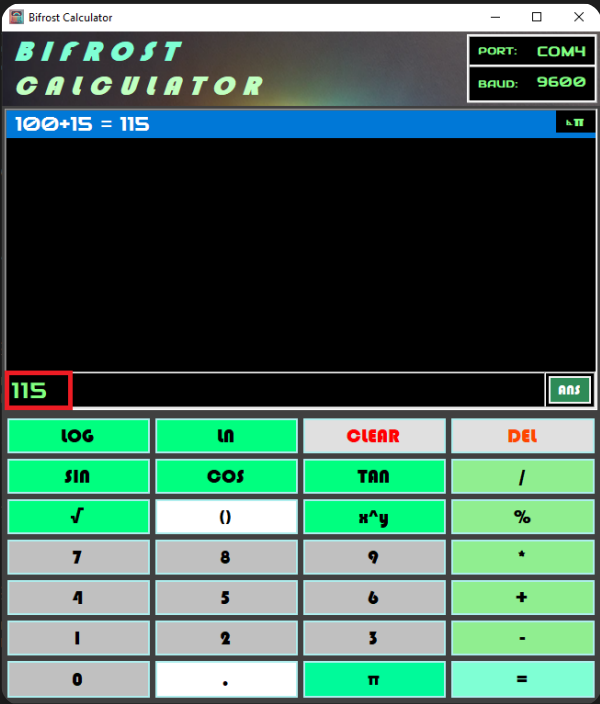 Bifrost Calculator
BIFROST
CALCULATOR
PORT: COM4
BAUD: 9600
100+15 = 115
π
115
ANS
LOG LN CLEAR DEL
SIN COS TAN /
√ () x^y %
7 8 9 *
4 5 6 +
1 2 3 -
0 . π =